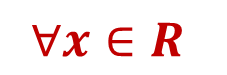 ∀x ∈ R